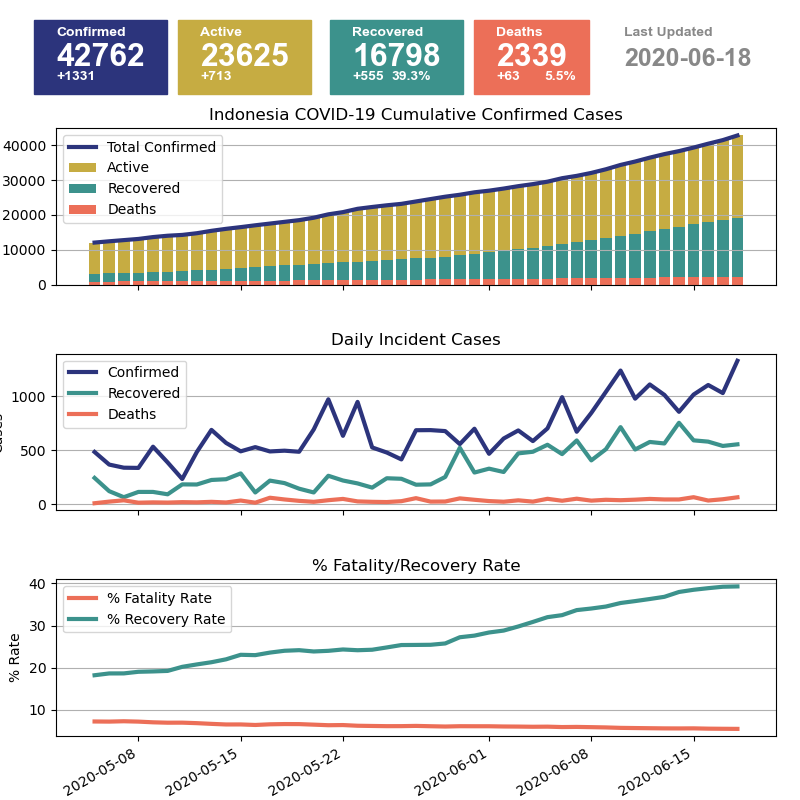 Confirmed
42762
+1331
Active
23625
+713
Recovered
16798
+555 39.3%
Deaths
2339
+63 5.5%
Last Updated
2020-06-18
Indonesia COVID-19 Cumulative Confirmed Cases
Total Confirmed
Active
Recovered
Deaths
40000
30000
20000
10000
0
Daily Incident Cases
Confirmed
Recovered
Deaths
1000
500
0
% Fatality/Recovery Rate
% Fatality Rate
% Recovery Rate
% Rate
40
30
20
10
2020-05-08
2020-05-15
2020-05-22
2020-06-01
2020-06-08
2020-06-15